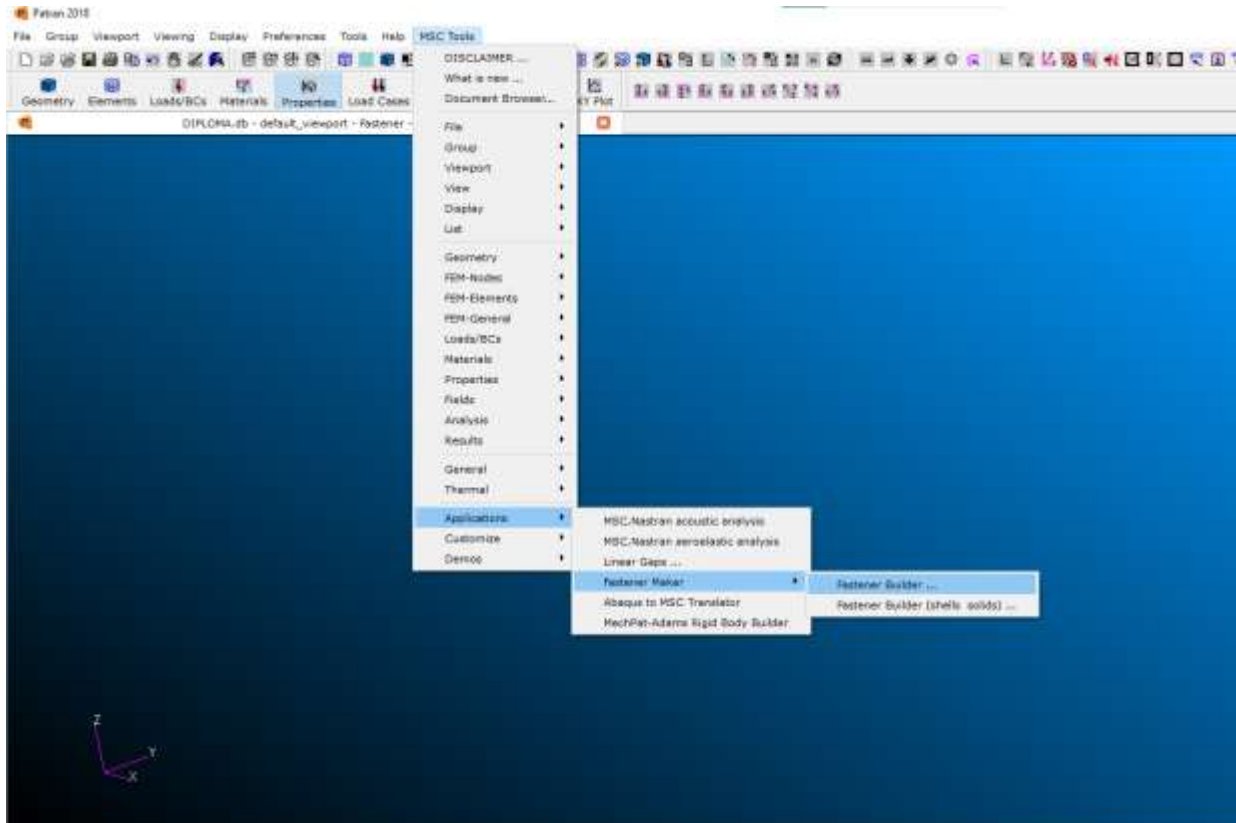 Patran 2018
File Group Viewport Viewing Display Preferences Tools Help MSC Tools
Geometry Elements Loads/BCs Materials Properties Load Cases
XY Plot
DIPLOMA.db - default_viewport - Fastener -
DISCLAIMER ...
What is new ...
Document Browser...
File
Group
Viewport
View
Display
List
Geometry
FEM-Nodes
FEM-Elements
FEM-General
Loads/BCs
Materials
Properties
Fields
Analysis
Results
General
Thermal
Applications
Customize
Demos
MSC.Nastran acoustic analysis
MSC.Nastran aeroelastic analysis
Linear Gaps ...
Fastener Maker
Abaqus to MSC Translator
MechPat-Adams Rigid Body Builder
Fastener Builder ...
Fastener Builder (shells solids) ...
Z
Y
X